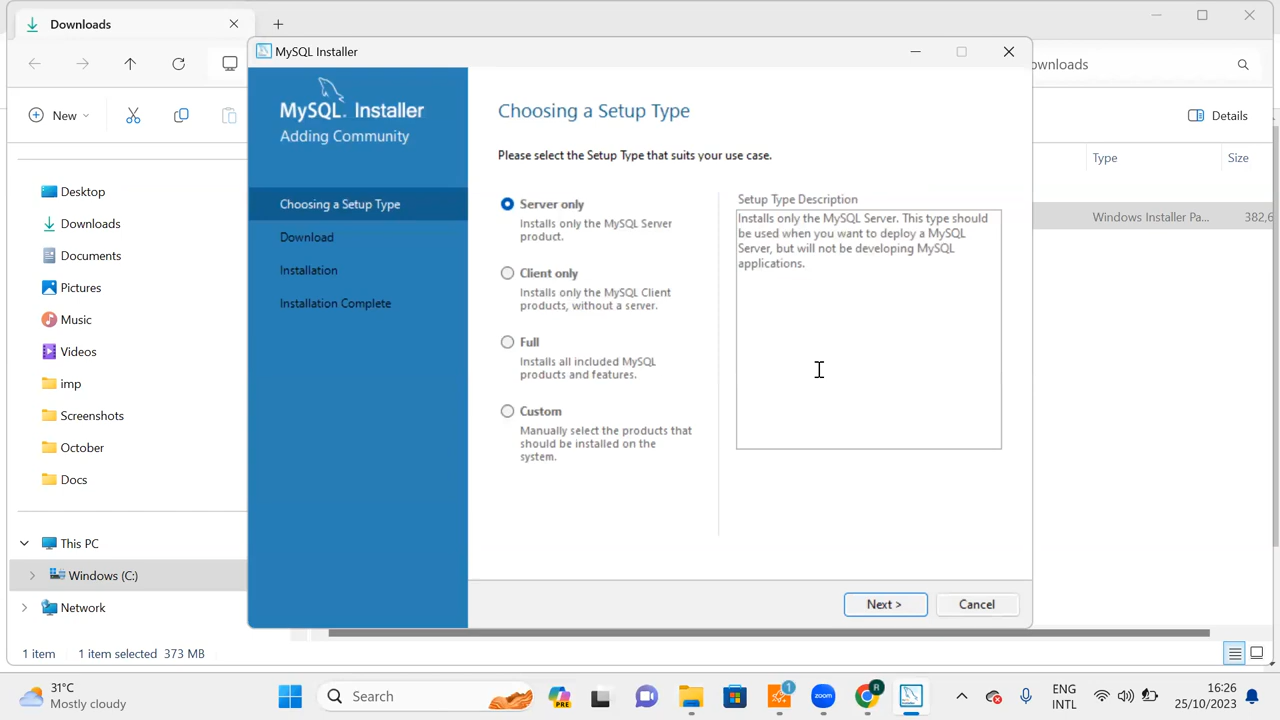 Downloads
MySQL Installer
ownloads
New
Details
MySQL. Installer
Adding Community
Choosing a Setup Type
Please select the Setup Type that suits your use case.
Type
Size
Desktop
Downloads
Documents
Pictures
Music
Videos
imp
Screenshots
October
Docs
This PC
Windows (C:)
Network
Choosing a Setup Type
Download
Installation
Installation Complete
Server only
Installs only the MySQL Server
product.
Client only
Installs only the MySQL Client
products, without a server.
Full
Installs all included MySQL
products and features.
Custom
Manually select the products that
should be installed on the
system.
Setup Type Description
Installs only the MySQL Server. This type should
be used when you want to deploy a MySQL
Server, but will not be developing MySQL
applications.
Windows Installer Pa...
382,6
Next >
Cancel
1 item
1 item selected 373 MB
31°C
Mostly cloudy
Search
PRE
1
zoom
R
ENG
INTL
16:26
25/10/2023